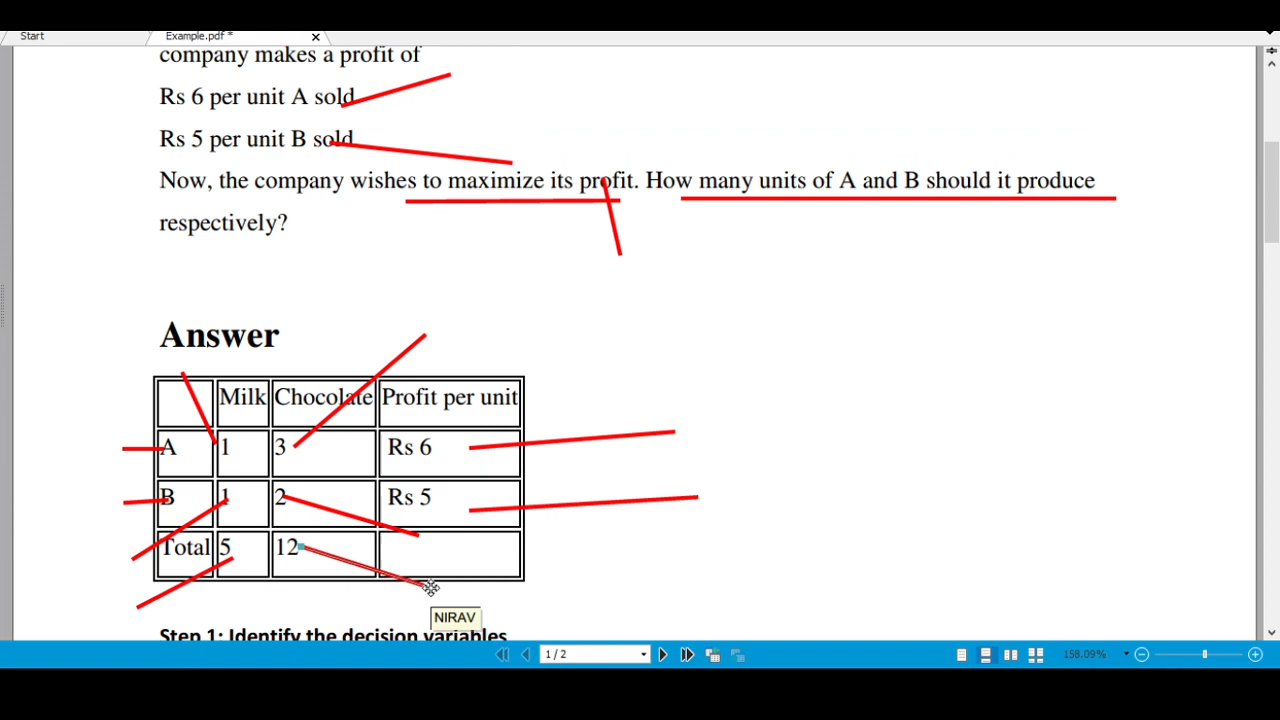 Start Example.pdf *
company makes a profit of
Rs 6 per unit A sold
Rs 5 per unit B sold
Now, the company wishes to maximize its profit. How many units of A and B should it produce
respectively?
Answer
Milk Chocolate Profit per unit
A 1 3 Rs 6
B 1 2 Rs 5
Total 5 12
NIRAV
Step 1: Identify the decision variables
1 / 2 158.09%